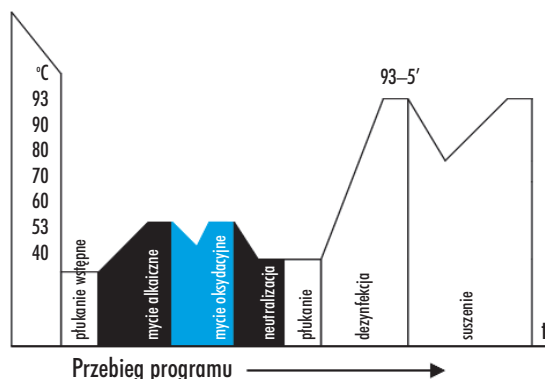 °C
93
90
80
70
60
53
40
93–5’
płukanie wstępne
mycie alkaiczne
mycie oksydacyjne
neutralizacja
płukanie
dezynfekcja
suszenie
t
Przebieg programu